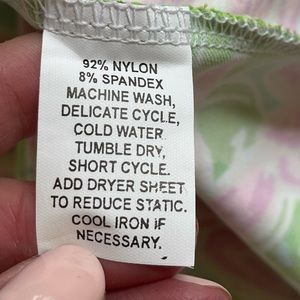 92% NYLON
8% SPANDEX
MACHINE WASH,
DELICATE CYCLE,
COLD WATER
TUMBLE DRY,
SHORT CYCLE.
ADD DRYER SHEET
TO REDUCE STATIC.
COOL IRON IF
NECESSARY.